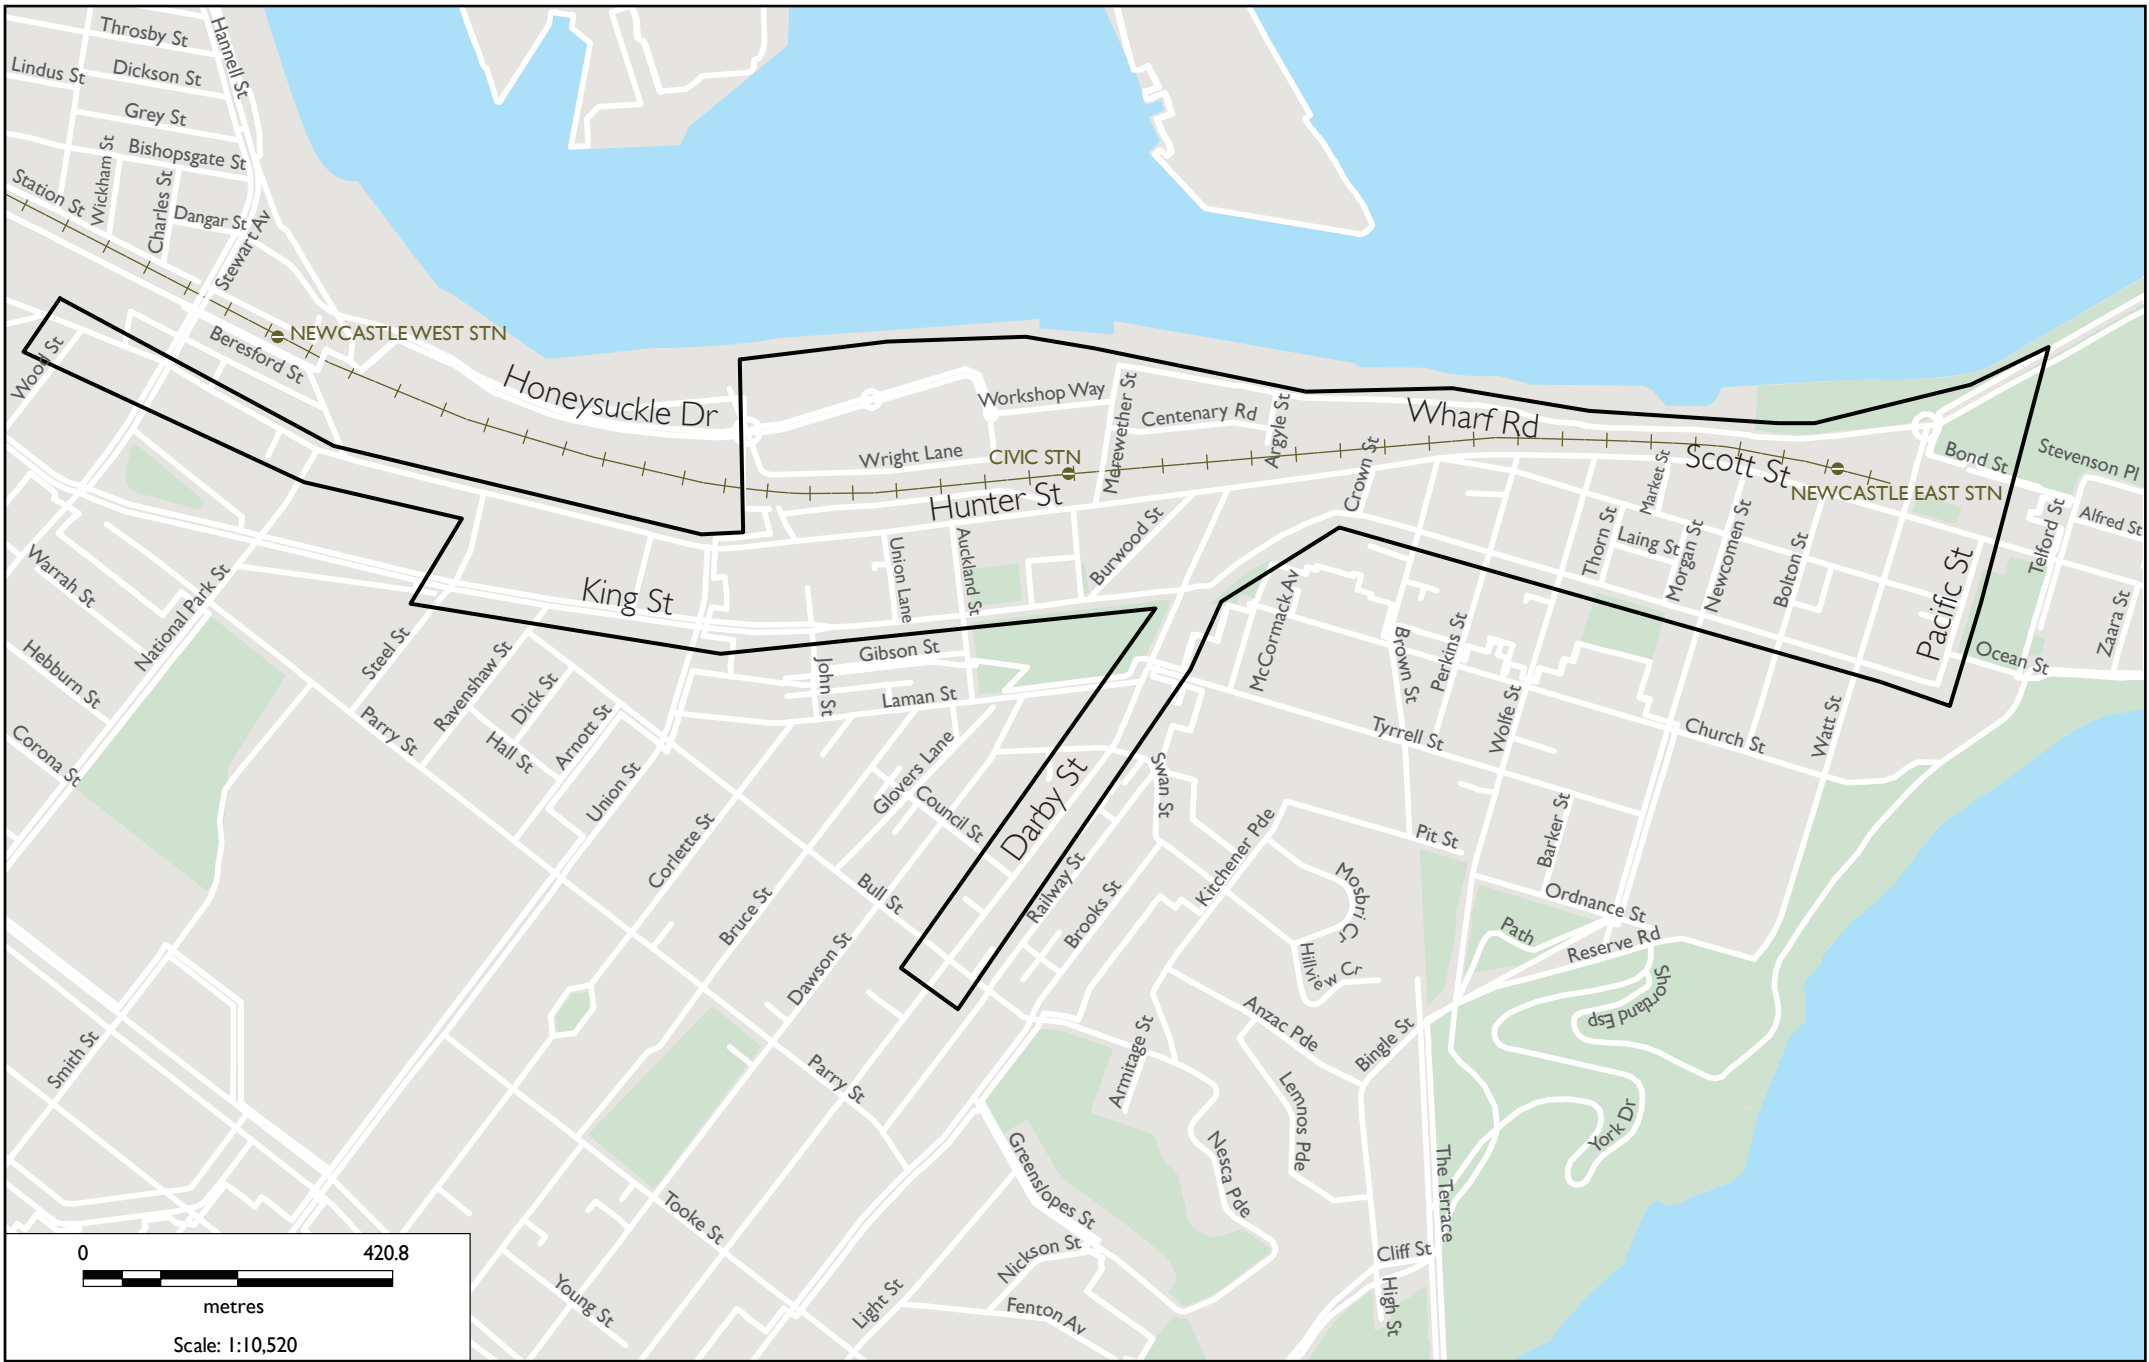 Throsby St
Hannell St
Lindus St
Dickson St
Grey St
Bishopsgate St
Wickham St
Charles St
Station St
Dangar St
Stewart Av
NEWCASTLE WEST STN
Beresford St
Wood St
Honeysuckle Dr
Workshop Way
Merewether St
Centenary Rd
Argyle St
Wharf Rd
Wright Lane
CIVIC STN
Crown St
Hunter St
Market St
Scott St
NEWCASTLE EAST STN
Bond St
Stevenson Pl
Alfred St
Telford St
Union Lane
Auckland St
Burwood St
Thorn St
Laing St
Morgan St
Newcomen St
Bolton St
Pacific St
Zaara St
Ocean St
Warrah St
National Park St
King St
Hebburn St
Steel St
Ravenshaw St
Gibson St
John St
Laman St
McCormack Av
Brown St
Perkins St
Wolfe St
Church St
Watt St
Corona St
Parry St
Dick St
Hall St
Arnott St
Union St
Glovers Lane
Council St
Darby St
Swan St
Tyrrell St
Kitchener Pde
Pit St
Barker St
Corlette St
Bruce St
Bull St
Railway St
Brooks St
Mosbri Cr
Hillview Cr
Ordnance St
Path
Reserve Rd
Shortland Esp
Dawson St
Anzac Pde
Bingle St
Smith St
Parry St
Armitage St
Lemnos Pde
York Dr
Nesca Pde
The Terrace
Greenslopes St
Tooke St
Nickson St
Cliff St
High St
Young St
Light St
Fenton Av
0 420.8
metres
Scale: 1:10,520